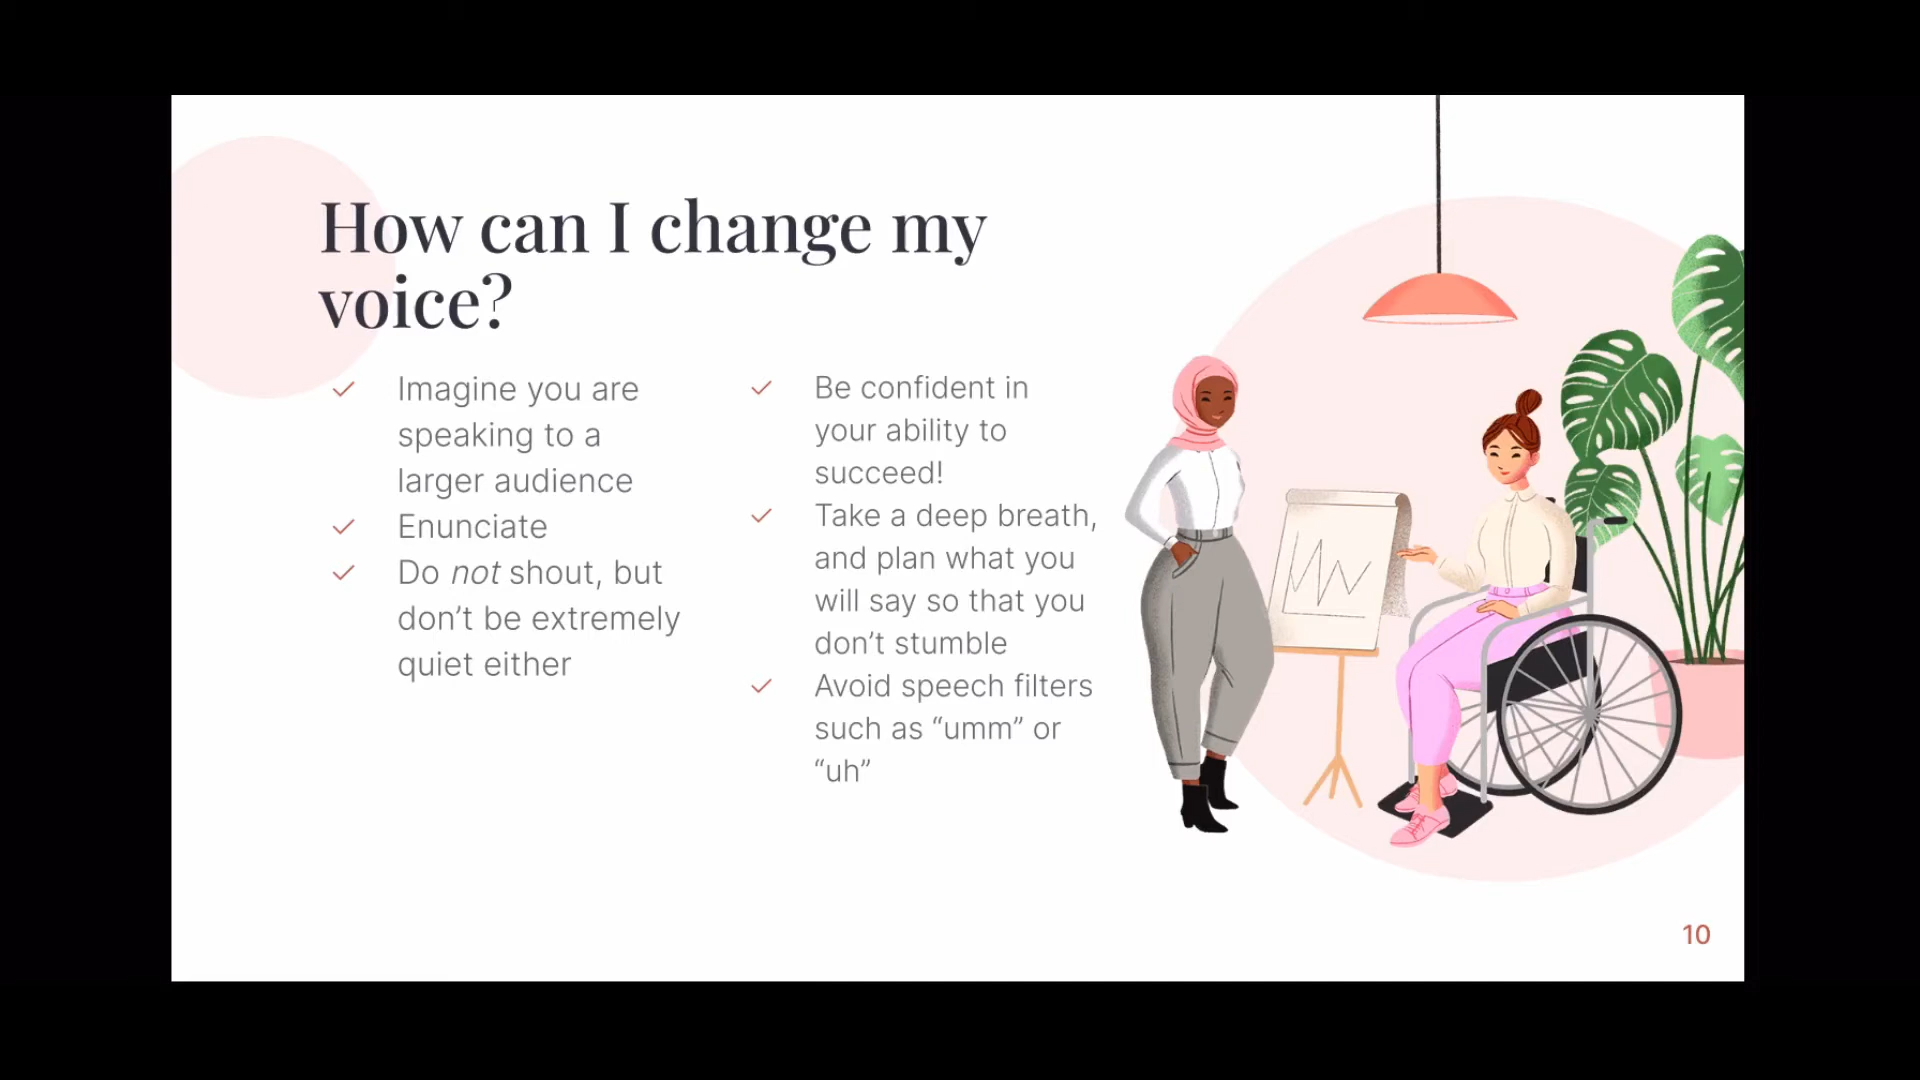 How can I change my
voice?
Imagine you are
speaking to a
larger audience
Enunciate
Do not shout, but
don’t be extremely
quiet either
Be confident in
your ability to
succeed!
Take a deep breath,
and plan what you
will say so that you
don’t stumble
Avoid speech filters
such as “umm” or
“uh”
10